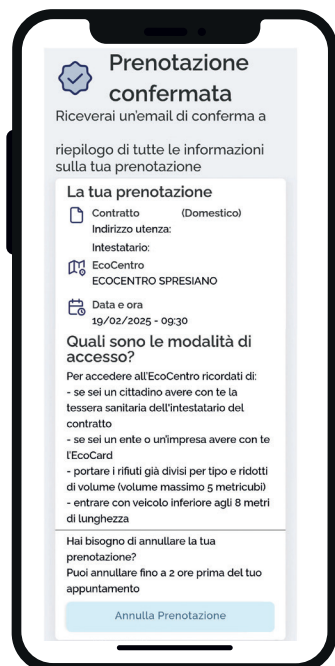 Prenotazione
confermata
Riceverai un'email di conferma a
riepilogo di tutte le informazioni
sulla tua prenotazione
La tua prenotazione
Contratto (Domestico)
Indirizzo utenza:
Intestatario:
EcoCentro
ECOCENTRO SPRESIANO
Data e ora
19/02/2025 - 09:30
Quali sono le modalità di
accesso?
Per accedere all'EcoCentro ricordati di:
- se sei un cittadino avere con te la
tessera sanitaria dell'intestatario del
contratto
- se sei un ente o un'impresa avere con te
l'EcoCard
- portare i rifiuti già divisi per tipo e ridotti
di volume (volume massimo 5 metricubi)
- entrare con veicolo inferiore agli 8 metri
di lunghezza
Hai bisogno di annullare la tua
prenotazione?
Puoi annullare fino a 2 ore prima del tuo
appuntamento
Annulla Prenotazione